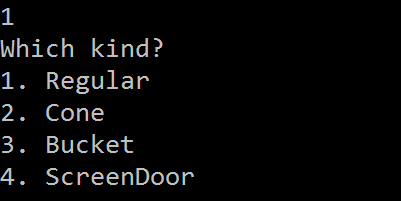 1
Which kind?
1. Regular
2. Cone
3. Bucket
4. ScreenDoor